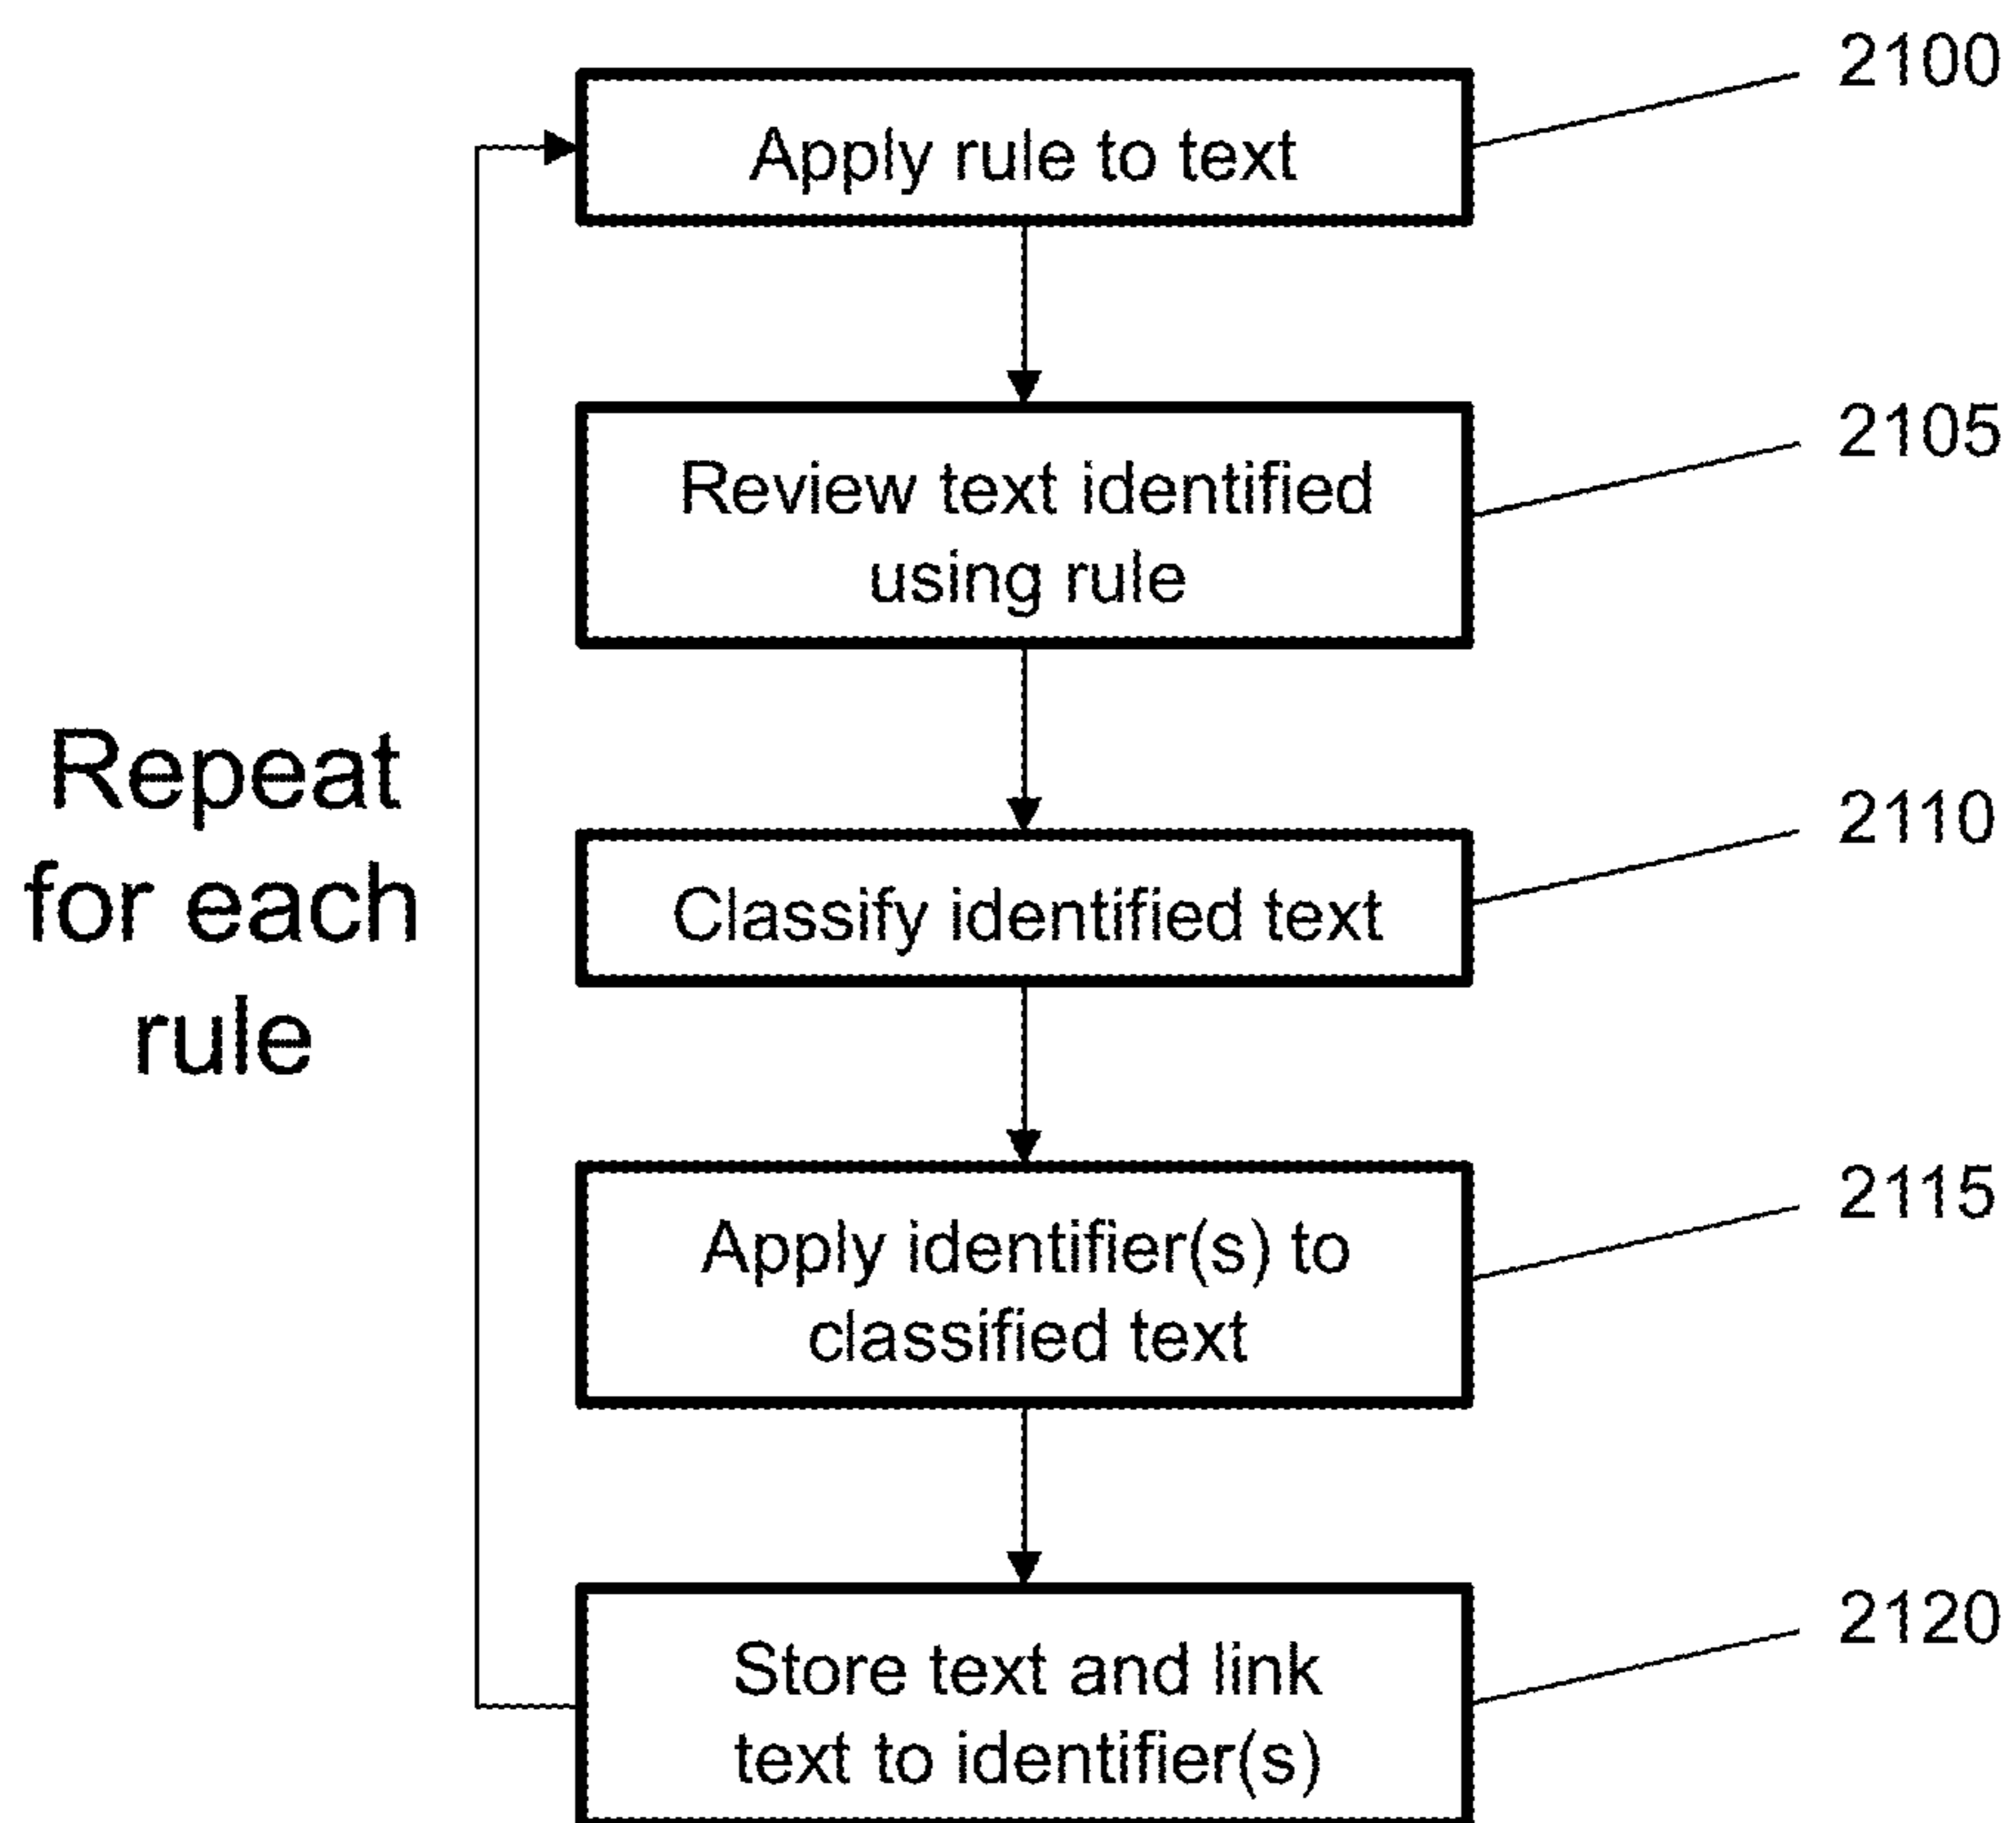 2100
Apply rule to text
2105
Review text identified
using rule
Repeat
for each
rule
2110
Classify identified text
2115
Apply identifier(s) to
classified text
2120
Store text and link
text to identifier(s)